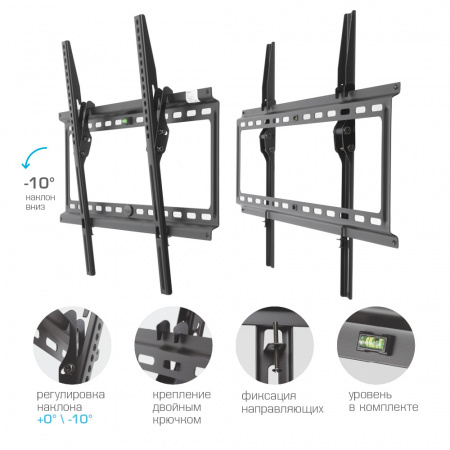 -10°
наклон
вниз
регулировка
наклона
+0° \ -10°
крепление
двойным
крючком
фиксация
направляющих
уровень
в комплекте